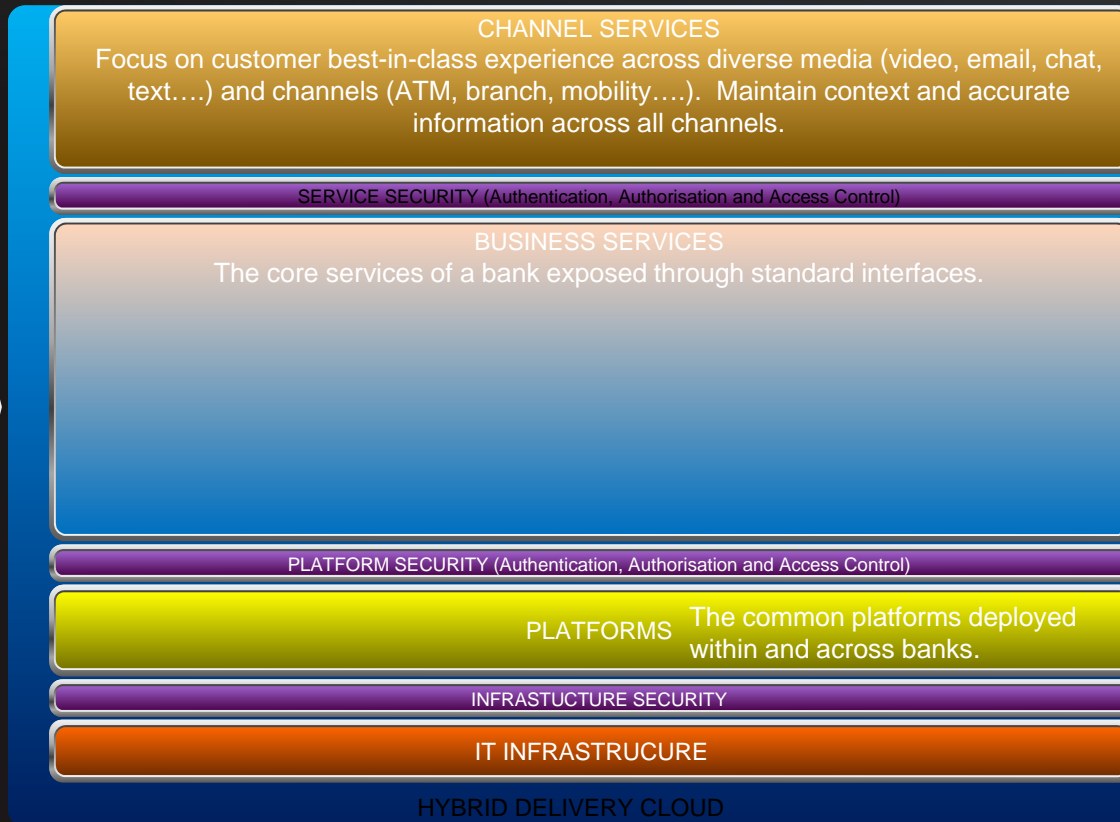 CHANNEL SERVICES
Focus on customer best-in-class experience across diverse media (video, email, chat,
text....) and channels (ATM, branch, mobility....).  Maintain context and accurate
information across all channels.
SERVICE SECURITY (Authentication, Authorisation and Access Control)
BUSINESS SERVICES
The core services of a bank exposed through standard interfaces.
PLATFORM SECURITY (Authentication, Authorisation and Access Control)
PLATFORMS
The common platforms deployed
within and across banks.
INFRASTUCTURE SECURITY
IT INFRASTRUCURE
HYBRID DELIVERY CLOUD